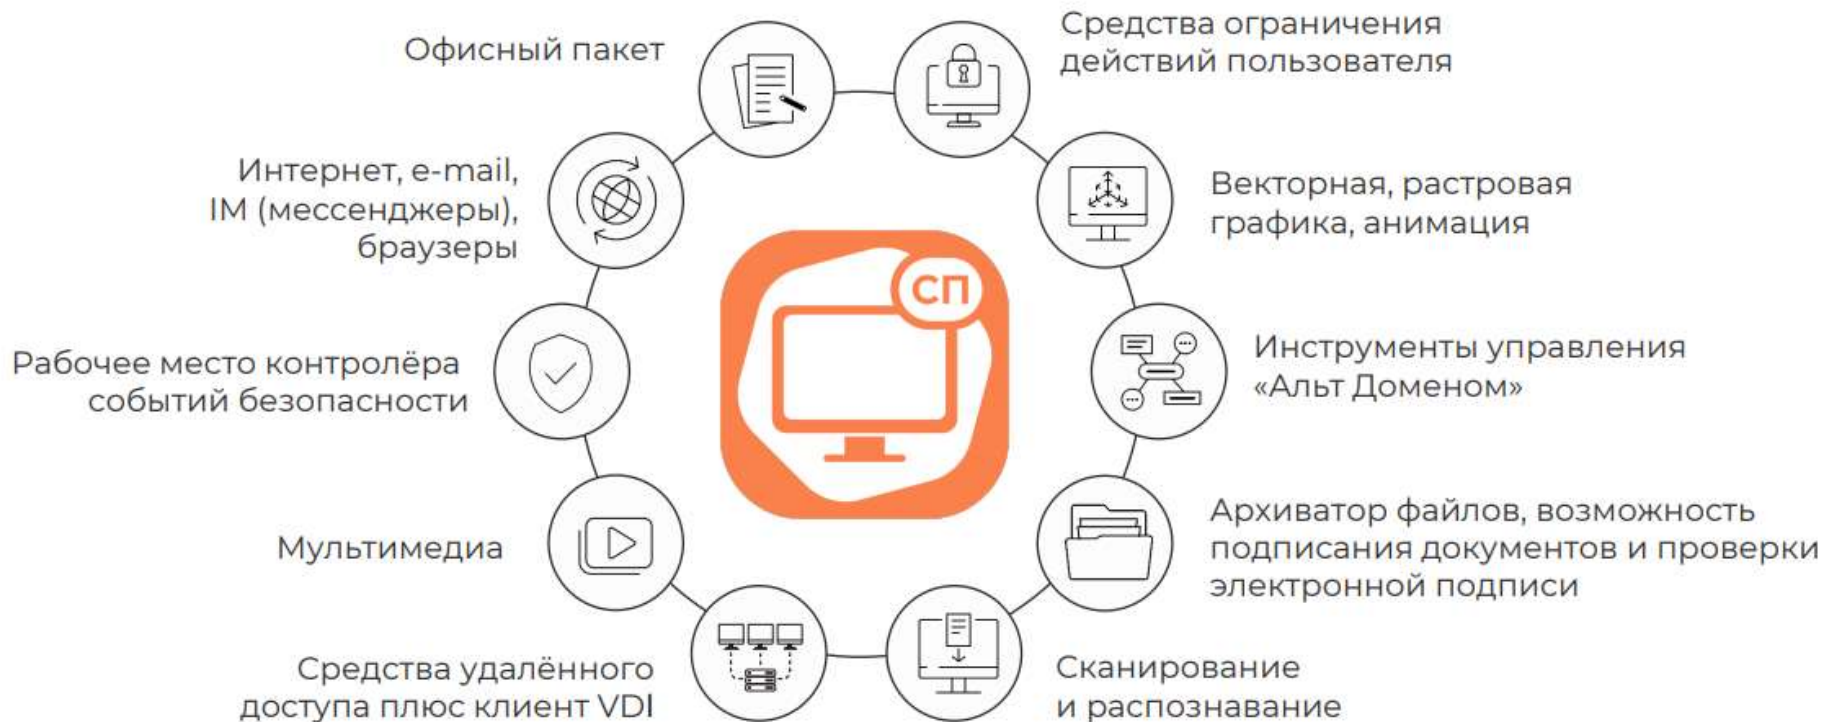 Офисный пакет
Средства ограничения
действий пользователя
Интернет, e-mail,
IM (мессенджеры),
браузеры
Векторная, растровая
графика, анимация
СП
Рабочее место контролёра
событий безопасности
Инструменты управления
«Альт Доменом»
Мультимедиа
Архиватор файлов, возможность
подписания документов и проверки
электронной подписи
Средства удалённого
доступа плюс клиент VDI
Сканирование
и распознавание